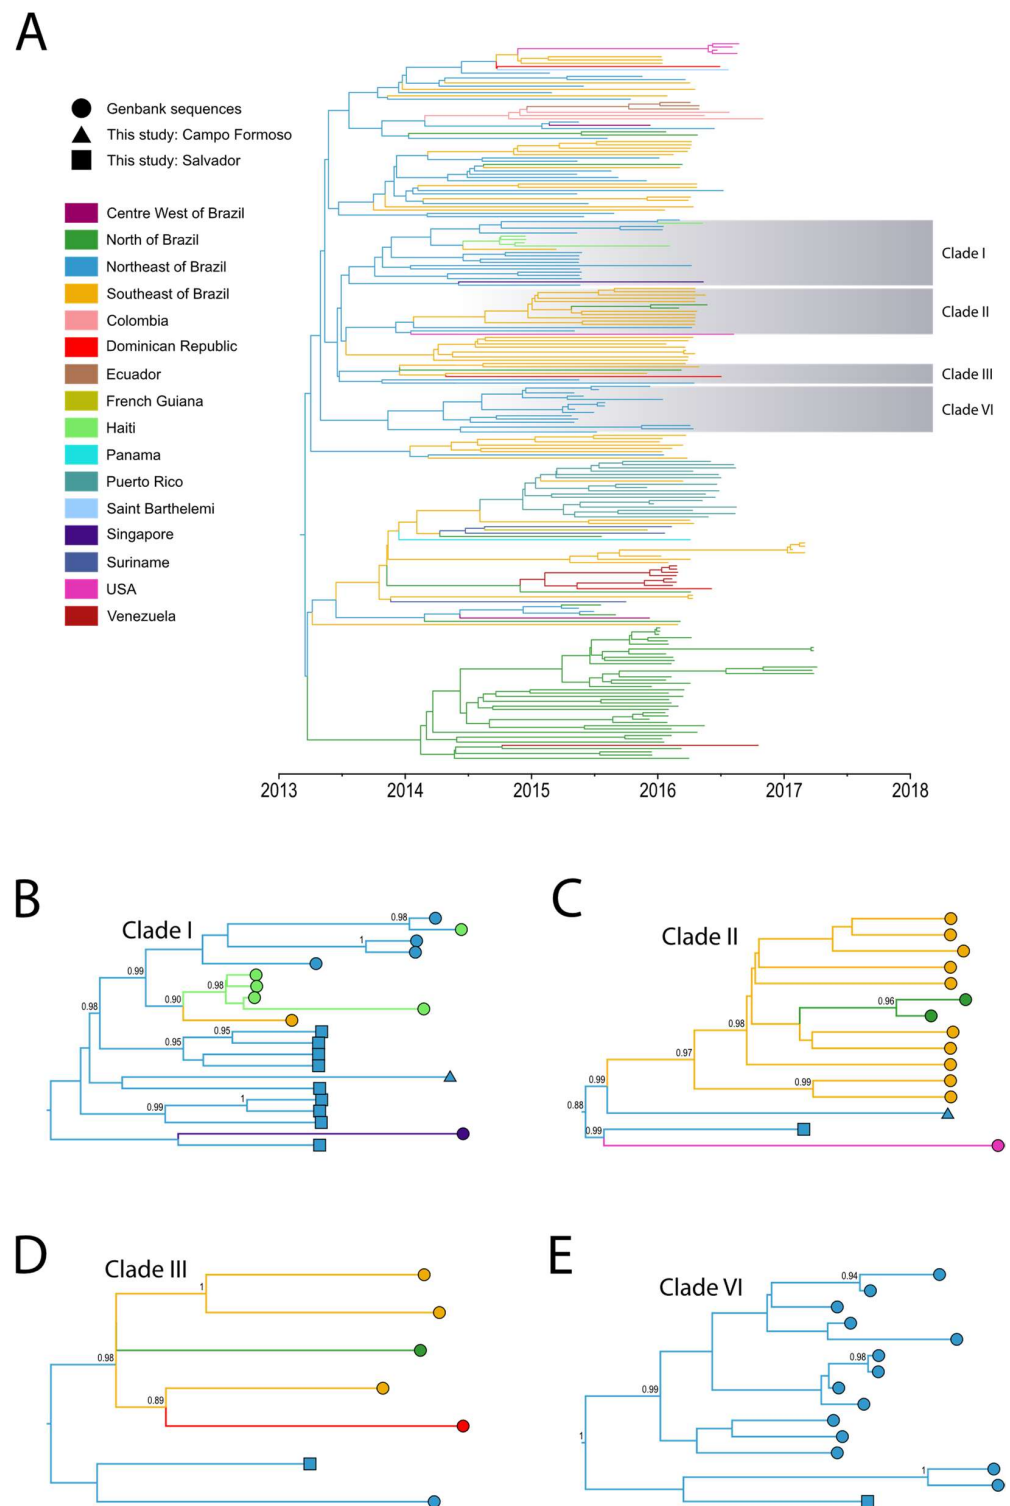 A
Genbank sequences
This study: Campo Formoso
This study: Salvador
Centre West of Brazil
North of Brazil
Northeast of Brazil
Southeast of Brazil
Colombia
Dominican Republic
Ecuador
French Guiana
Haiti
Panama
Puerto Rico
Saint Barthelemi
Singapore
Suriname
USA
Venezuela
Clade I
Clade II
Clade III
Clade VI
2013 2014 2015 2016 2017 2018
B
Clade I
0.98
1
0.99
0.98
0.90
0.98
0.95
0.95
1
0.99
C
Clade II
0.96
0.98
0.97
0.99
0.99
0.88
0.99
D
Clade III
1
0.98
0.89
E
Clade VI
0.94
0.98
0.99
1
1